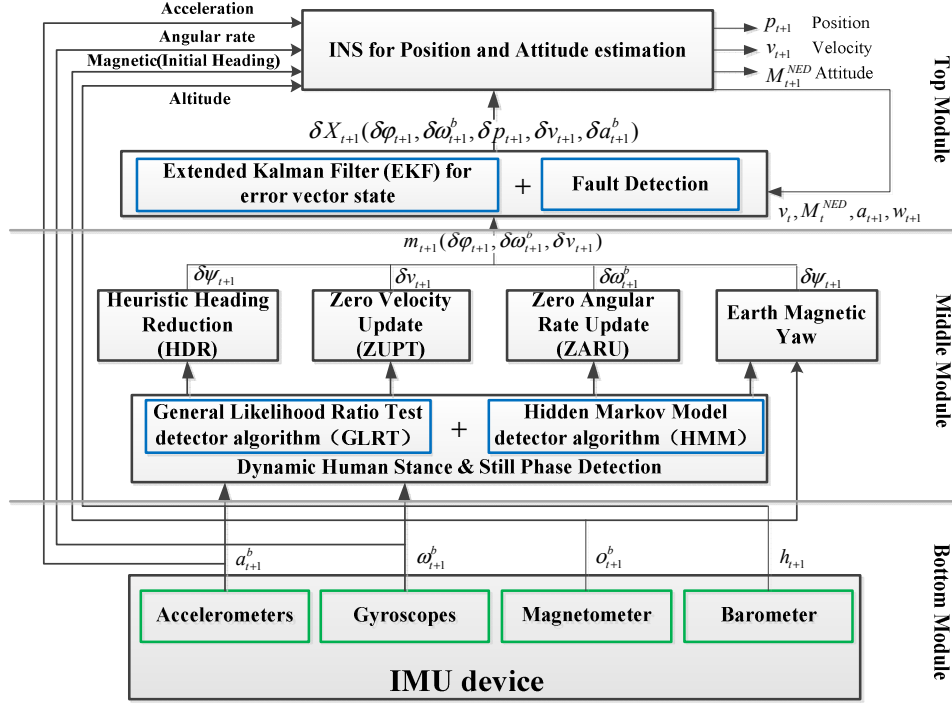 Acceleration
Angular rate
Magnetic(Initial Heading)
Altitude
INS for Position and Attitude estimation
p_{t+1} Position
v_{t+1} Velocity
M_{t+1}^{NED} Attitude
Top Module
δX_{t+1}(δφ_{t+1}, δω_{t+1}^b, δp_{t+1}, δv_{t+1}, δa_{t+1}^b)
Extended Kalman Filter (EKF) for
error vector state
+
Fault Detection
v_t, M_t^{NED}, a_{t+1}, w_{t+1}
m_{t+1}(δφ_{t+1}, δω_{t+1}^b, δv_{t+1})
δψ_{t+1}
δv_{t+1}
δω_{t+1}^b
δψ_{t+1}
Heuristic Heading
Reduction
(HDR)
Zero Velocity
Update
(ZUPT)
Zero Angular
Rate Update
(ZARU)
Earth Magnetic
Yaw
Middle Module
General Likelihood Ratio Test
detector algorithm（GLRT）
+
Hidden Markov Model
detector algorithm（HMM）
Dynamic Human Stance & Still Phase Detection
a_{t+1}^b
ω_{t+1}^b
o_{t+1}^b
h_{t+1}
Accelerometers
Gyroscopes
Magnetometer
Barometer
IMU device
Bottom Module